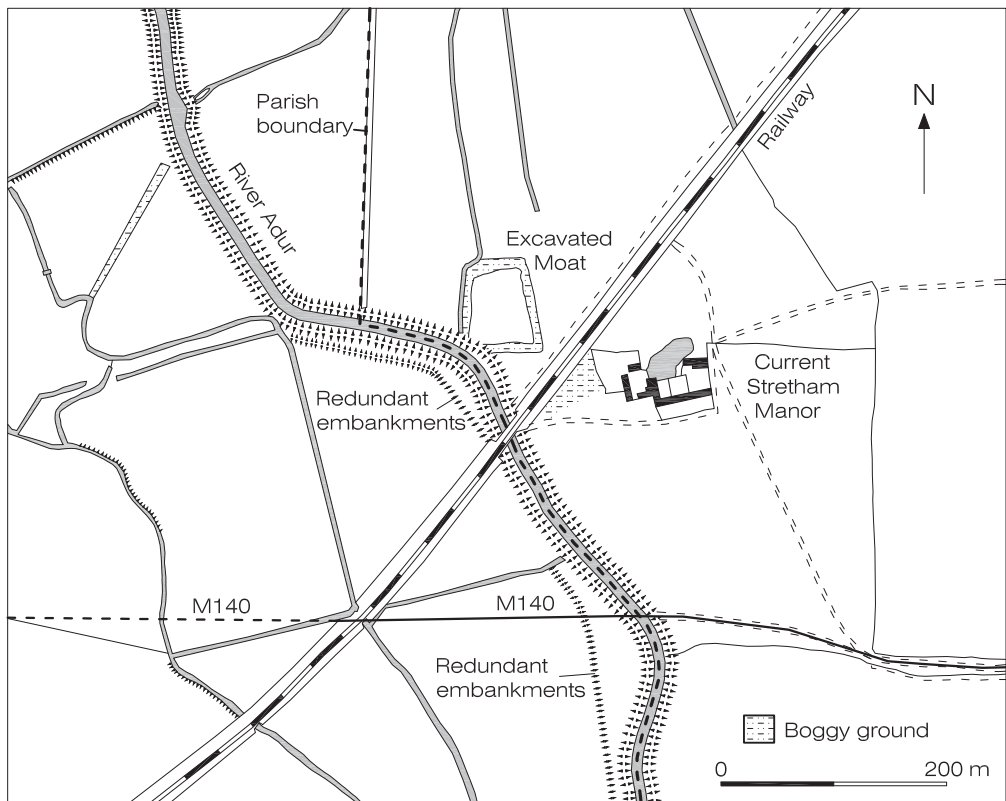 Parish
boundary
N
Railway
River Adur
Excavated
Moat
Current
Stretham
Manor
Redundant
embankments
M140
M140
Redundant
embankments
Boggy ground
0 200 m